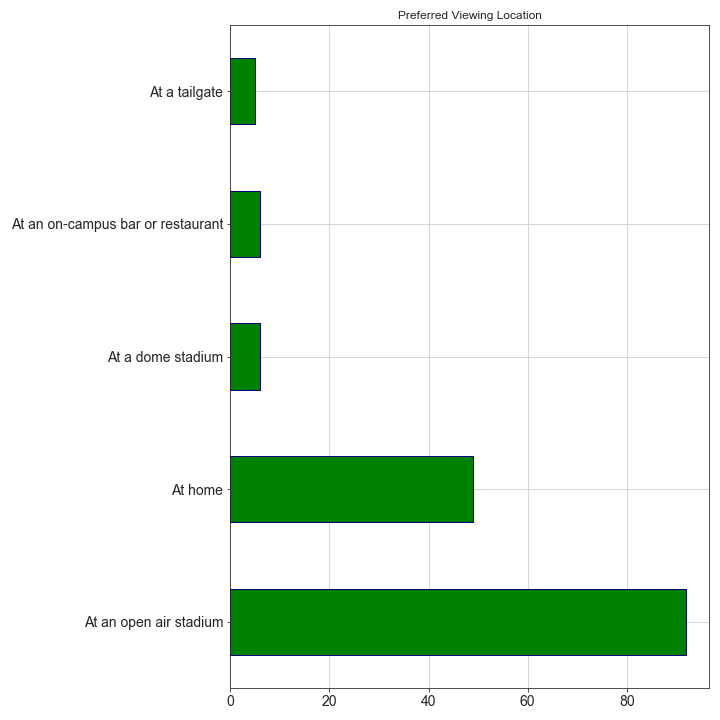 Preferred Viewing Location
At a tailgate
At an on-campus bar or restaurant
At a dome stadium
At home
At an open air stadium
0 20 40 60 80